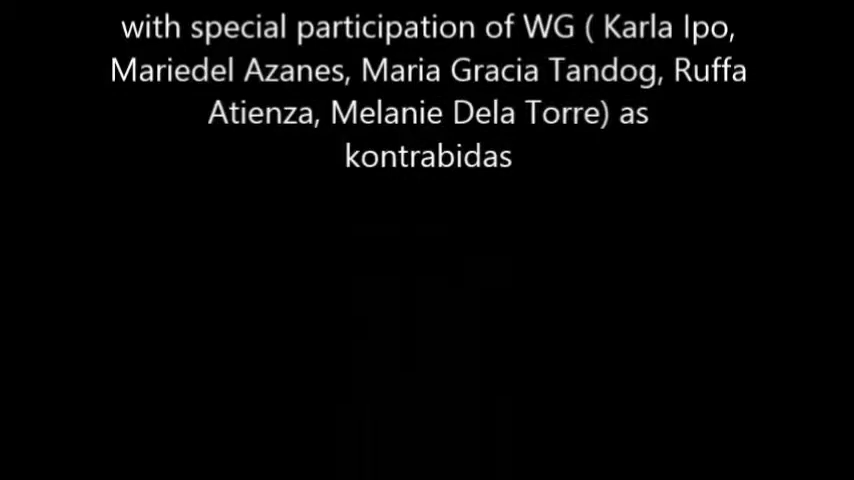 with special participation of WG ( Karla Ipo,
Mariedel Azanes, Maria Gracia Tandog, Ruffa
Atienza, Melanie Dela Torre) as
kontrabidas